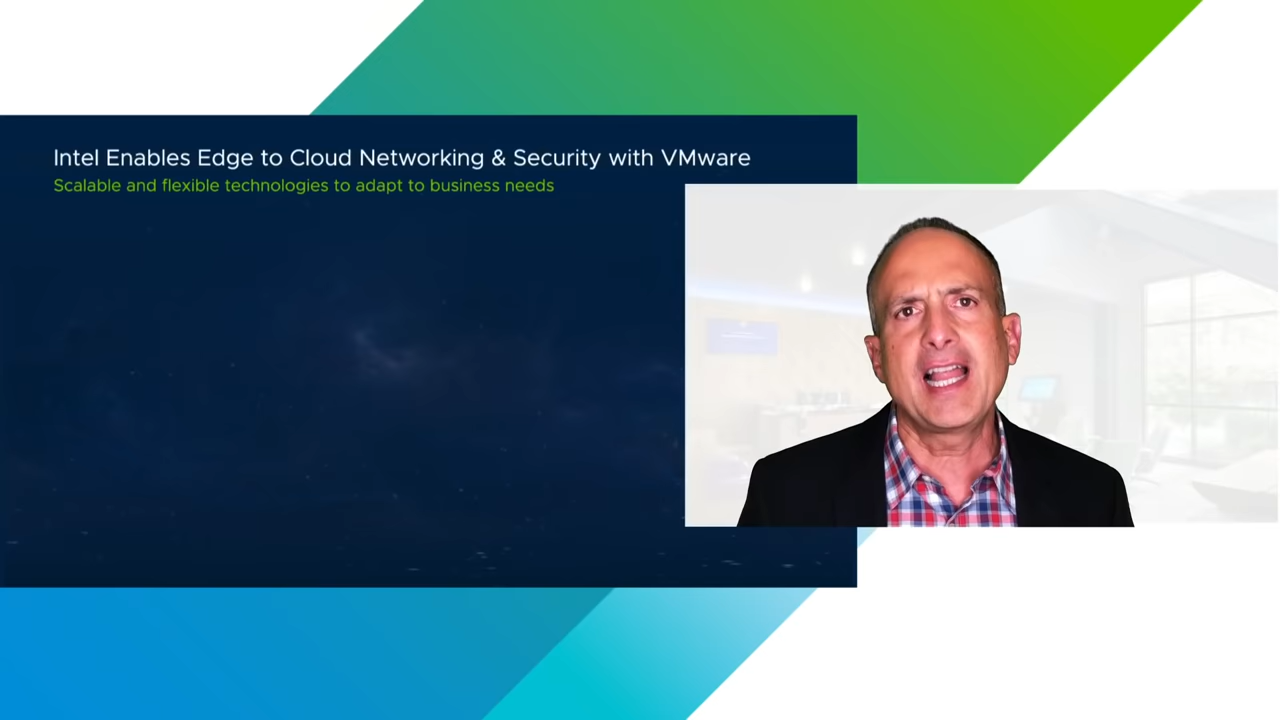 Intel Enables Edge to Cloud Networking & Security with VMware
Scalable and flexible technologies to adapt to business needs